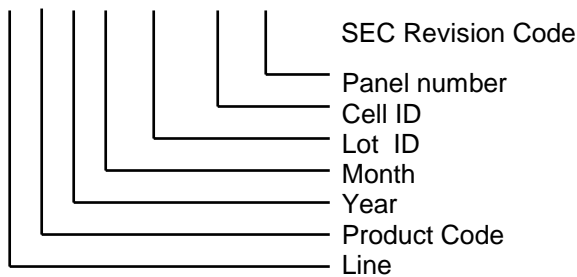 SEC Revision Code
Panel number
Cell ID
Lot ID
Month
Year
Product Code
Line